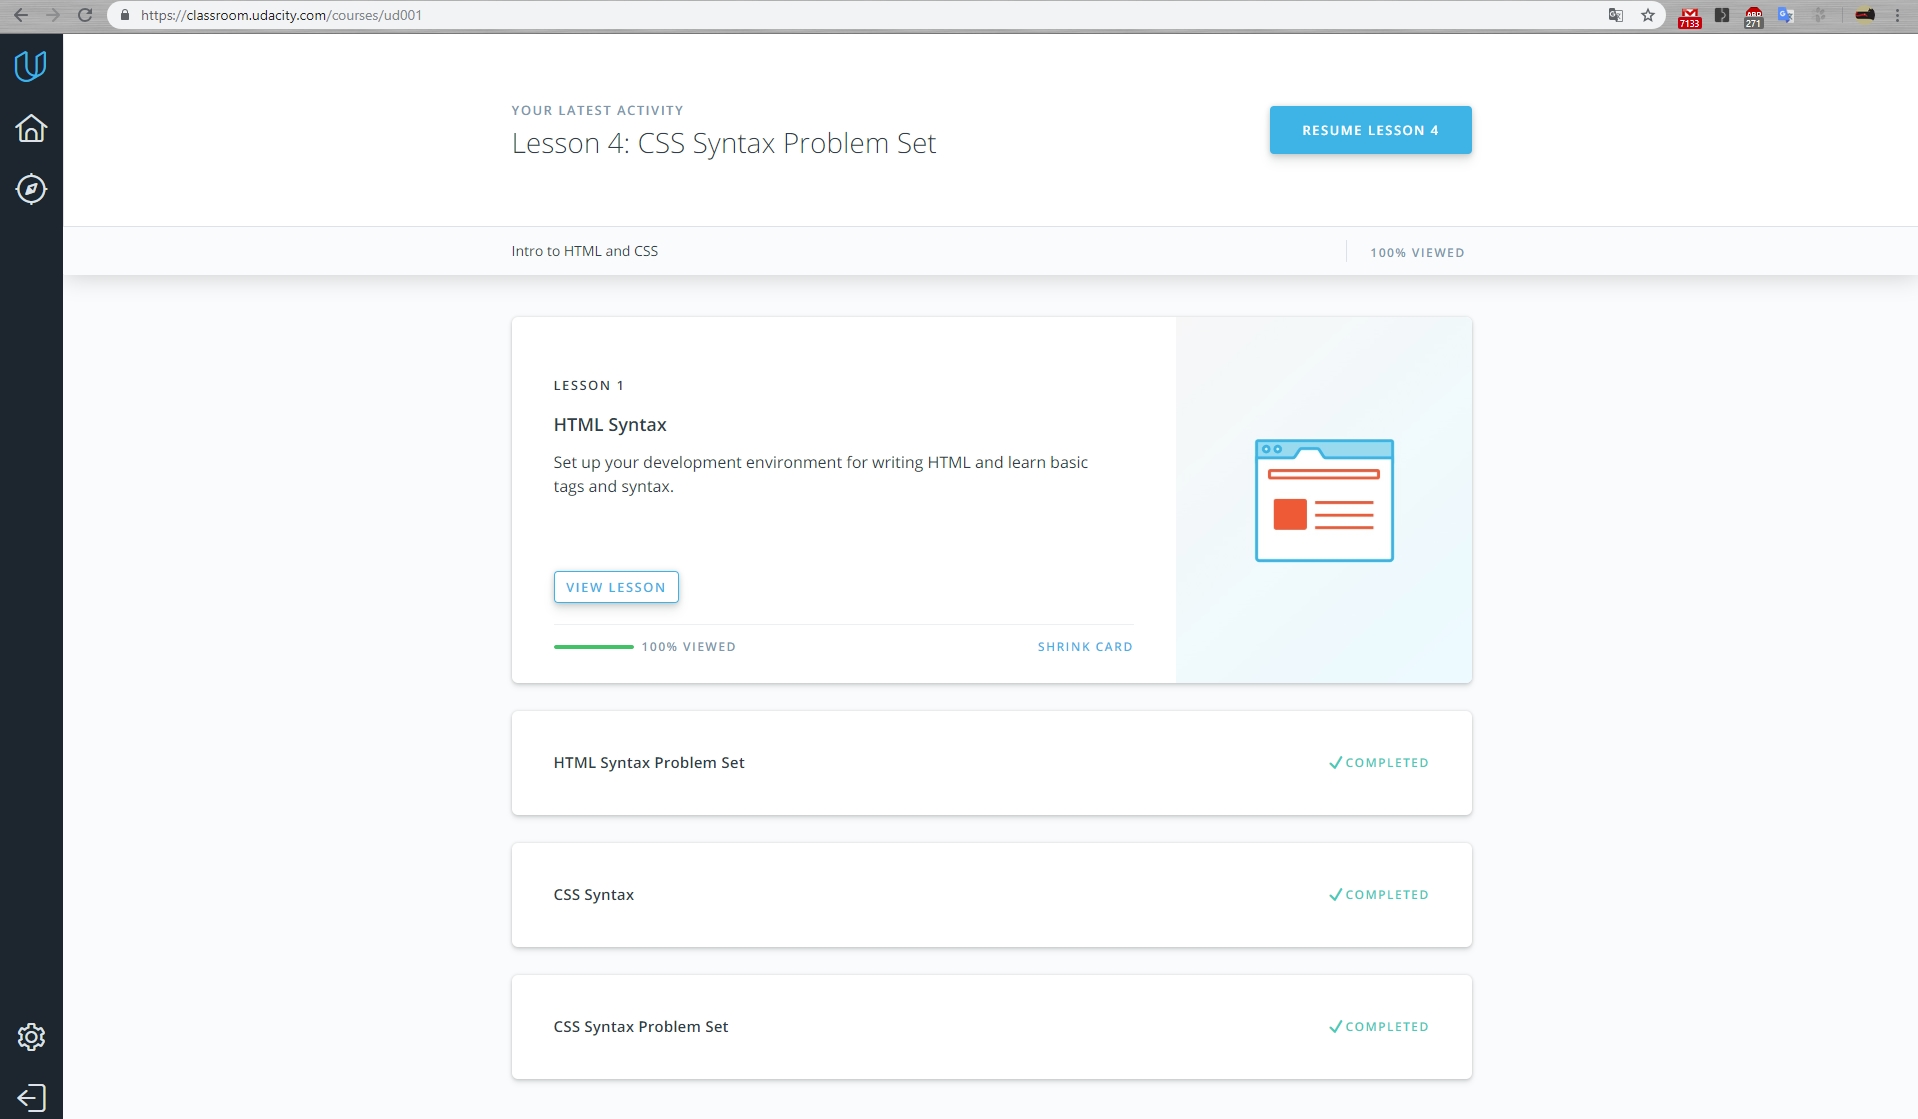 https://classroom.udacity.com/courses/ud001
7133
ABP
271
YOUR LATEST ACTIVITY
Lesson 4: CSS Syntax Problem Set
RESUME LESSON 4
Intro to HTML and CSS
100% VIEWED
LESSON 1
HTML Syntax
Set up your development environment for writing HTML and learn basic
tags and syntax.
VIEW LESSON
100% VIEWED
SHRINK CARD
HTML Syntax Problem Set
COMPLETED
CSS Syntax
COMPLETED
CSS Syntax Problem Set
COMPLETED